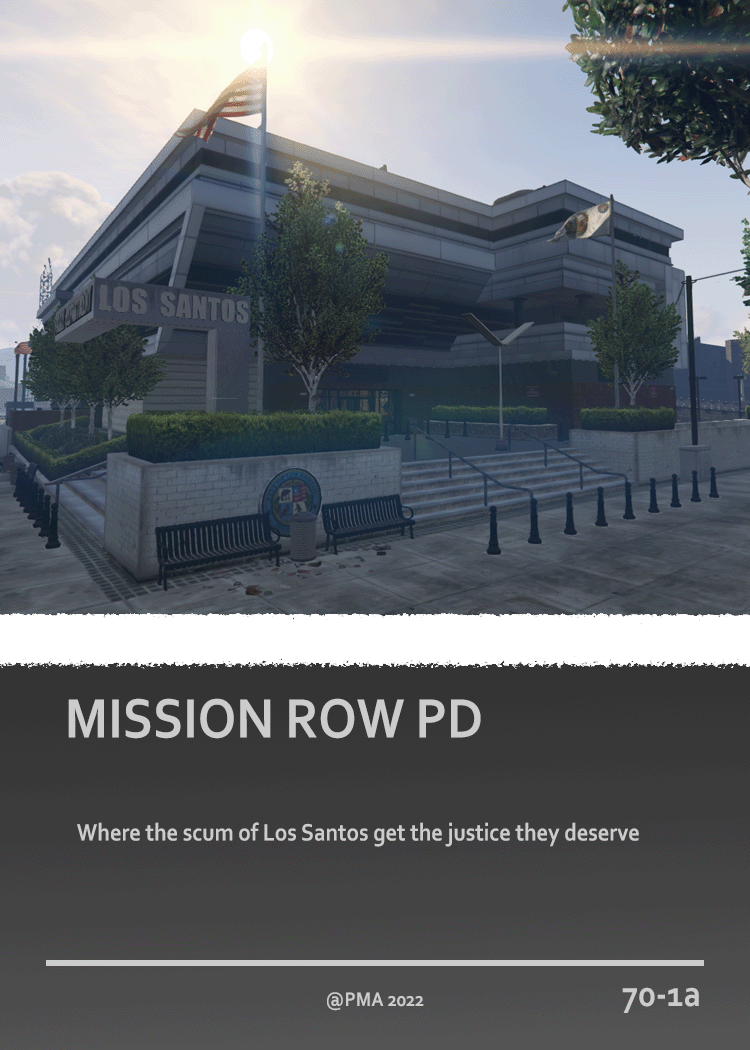 LOS SANTOS
MISSION ROW PD
Where the scum of Los Santos get the justice they deserve
@PMA 2022
70-1a